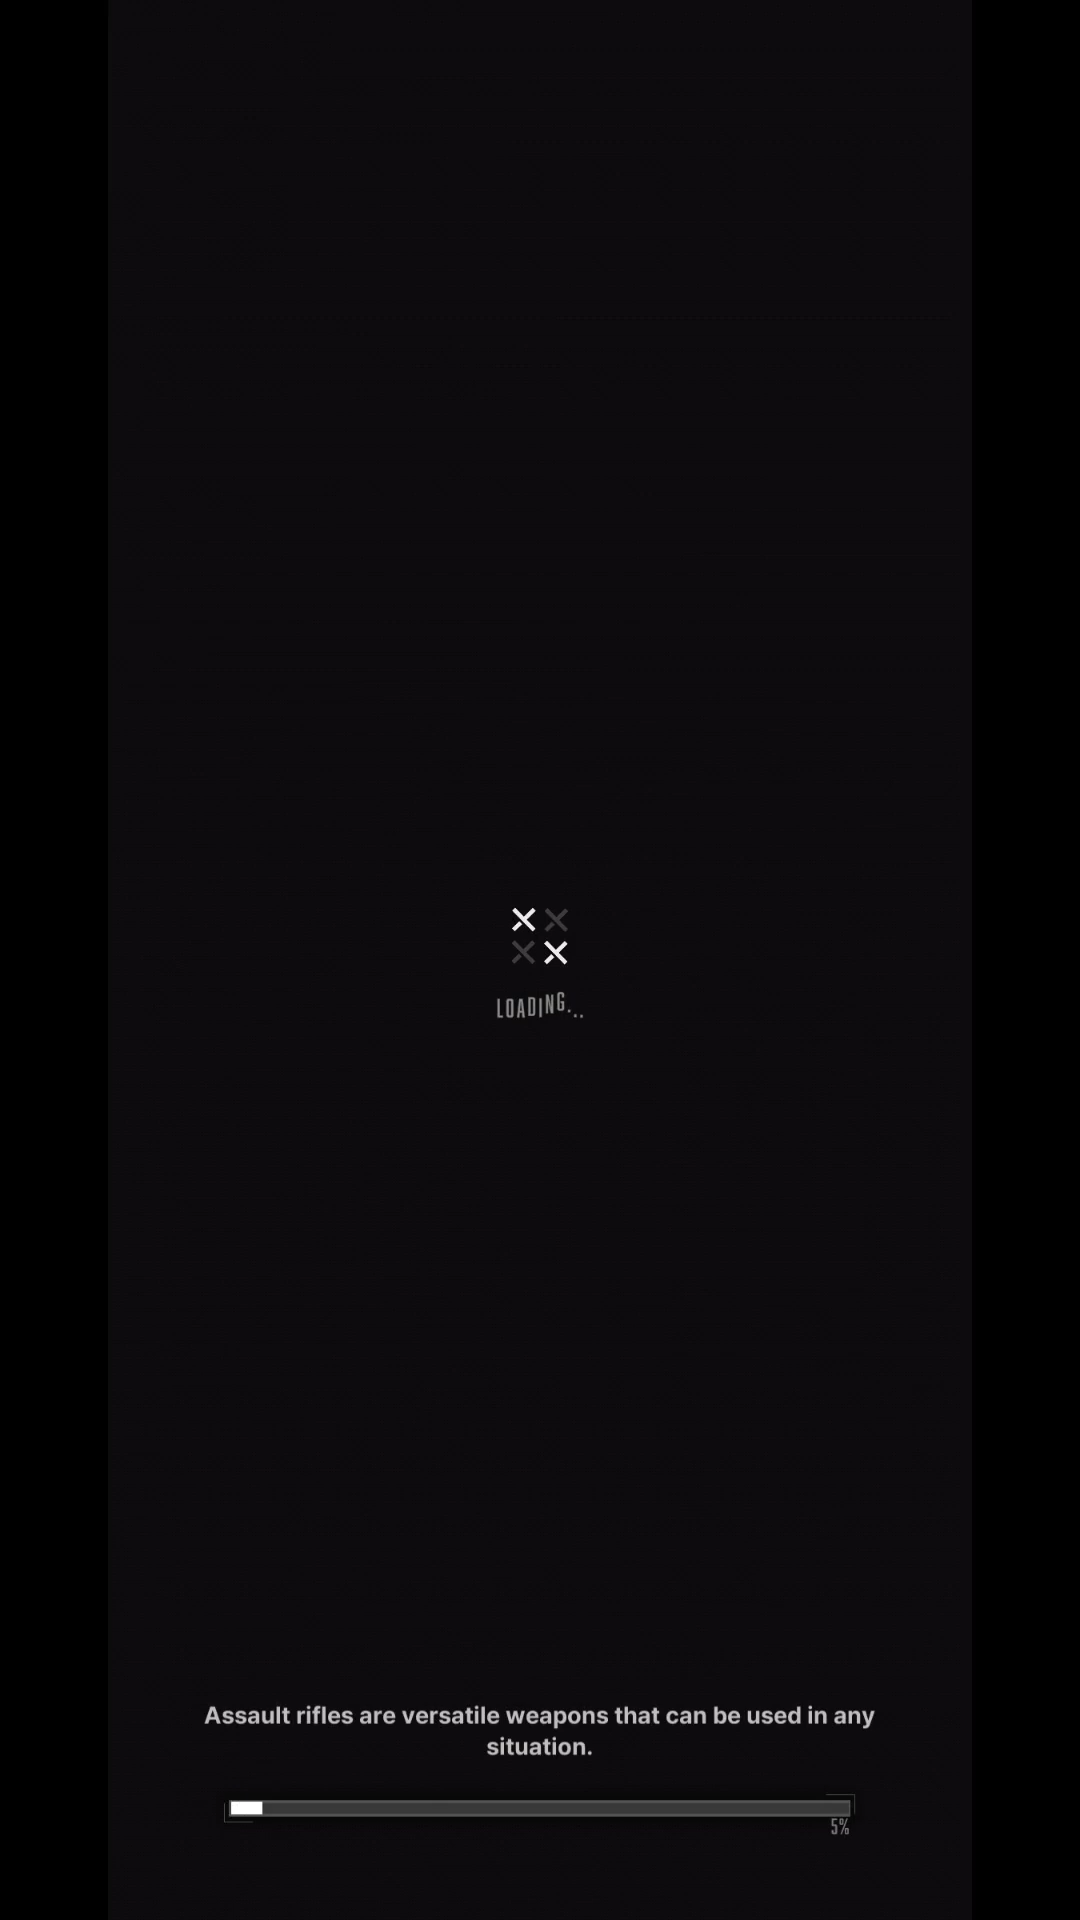 LOADING...
Assault rifles are versatile weapons that can be used in any
situation.
5%